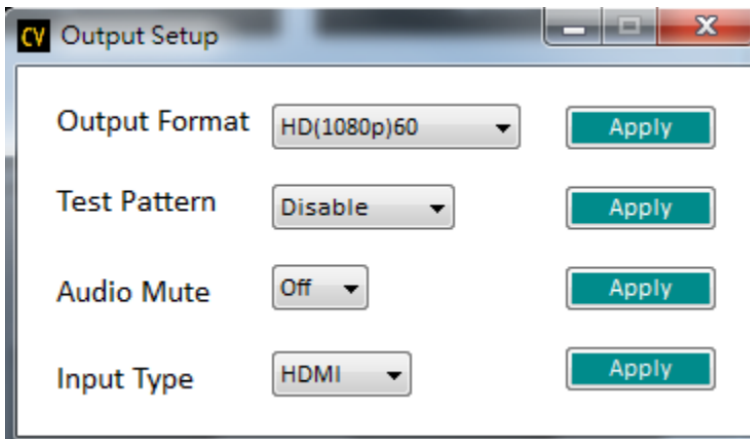 CV Output Setup
Output Format HD(1080p)60 Apply
Test Pattern Disable Apply
Audio Mute Off Apply
Input Type HDMI Apply